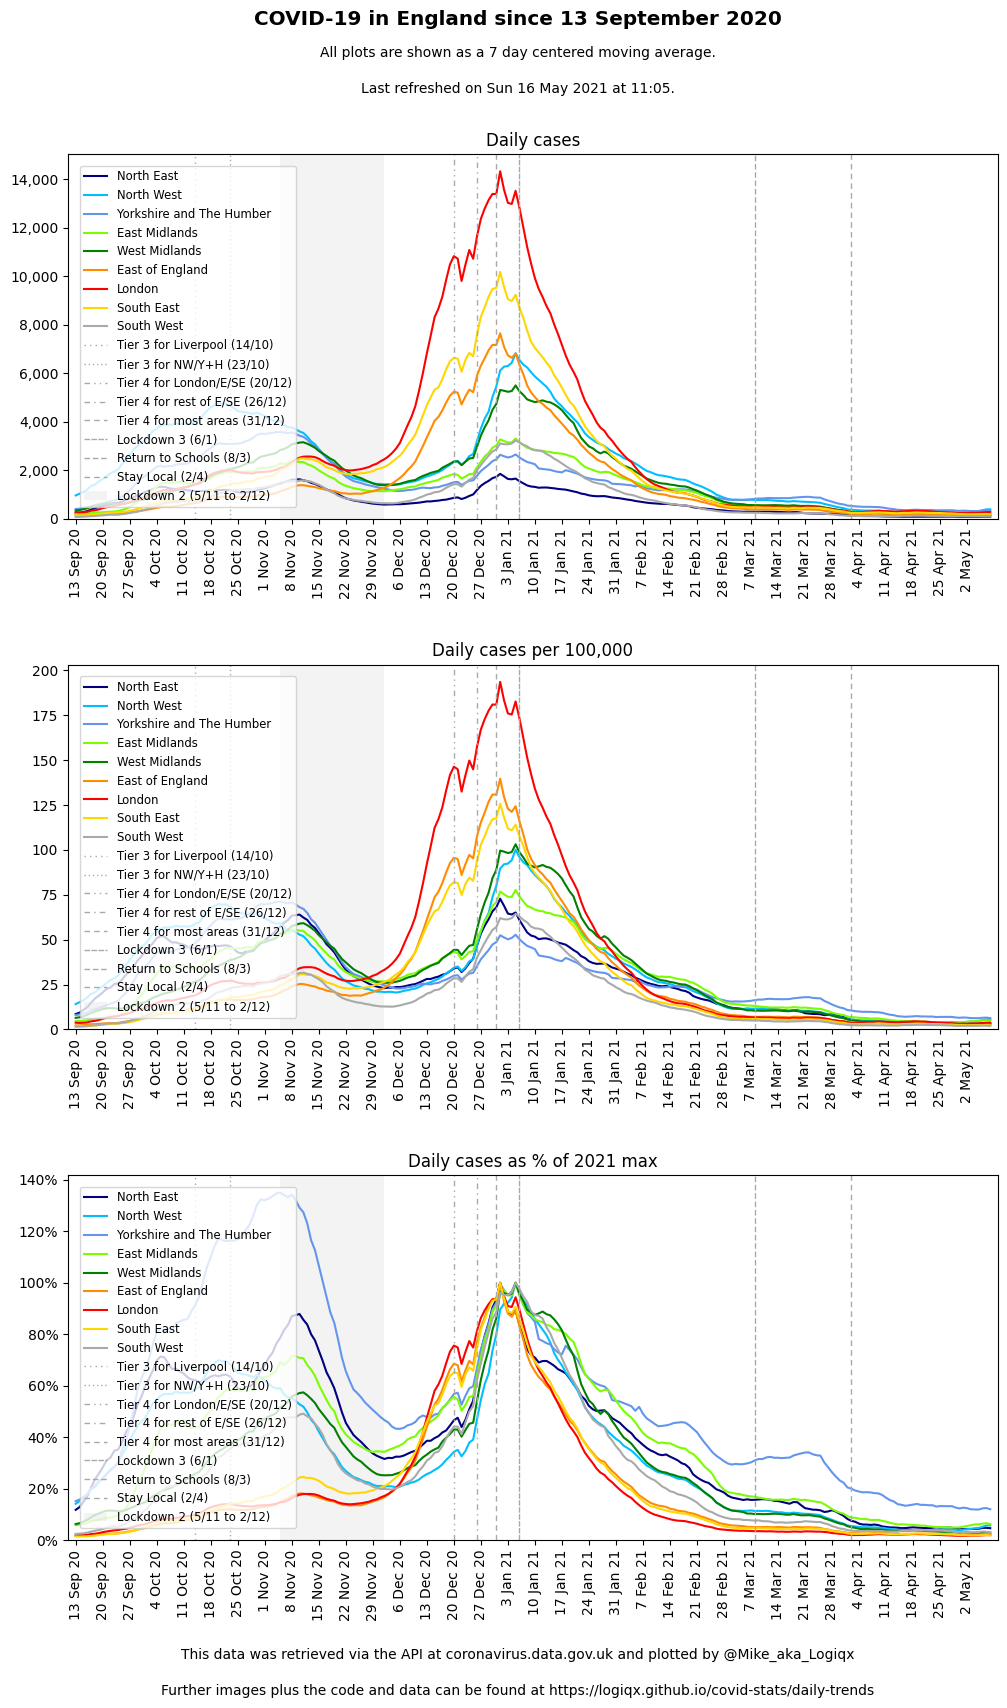 COVID-19 in England since 13 September 2020
All plots are shown as a 7 day centered moving average.
Last refreshed on Sun 16 May 2021 at 11:05.
Daily cases
14,000
12,000
10,000
8,000
6,000
4,000
2,000
0
North East
North West
Yorkshire and The Humber
East Midlands
West Midlands
East of England
London
South East
South West
Tier 3 for Liverpool (14/10)
Tier 3 for NW/Y+H (23/10)
Tier 4 for London/E/SE (20/12)
Tier 4 for rest of E/SE (26/12)
Tier 4 for most areas (31/12)
Lockdown 3 (6/1)
Return to Schools (8/3)
Stay Local (2/4)
Lockdown 2 (5/11 to 2/12)
13 Sep 20 20 Sep 20 27 Sep 20 4 Oct 20 11 Oct 20 18 Oct 20 25 Oct 20 1 Nov 20 8 Nov 20 15 Nov 20 22 Nov 20 29 Nov 20 6 Dec 20 13 Dec 20 20 Dec 20 27 Dec 20 3 Jan 21 10 Jan 21 17 Jan 21 24 Jan 21 31 Jan 21 7 Feb 21 14 Feb 21 21 Feb 21 28 Feb 21 7 Mar 21 14 Mar 21 21 Mar 21 28 Mar 21 4 Apr 21 11 Apr 21 18 Apr 21 25 Apr 21 2 May 21
Daily cases per 100,000
200
175
150
125
100
75
50
25
0
North East
North West
Yorkshire and The Humber
East Midlands
West Midlands
East of England
London
South East
South West
Tier 3 for Liverpool (14/10)
Tier 3 for NW/Y+H (23/10)
Tier 4 for London/E/SE (20/12)
Tier 4 for rest of E/SE (26/12)
Tier 4 for most areas (31/12)
Lockdown 3 (6/1)
Return to Schools (8/3)
Stay Local (2/4)
Lockdown 2 (5/11 to 2/12)
13 Sep 20 20 Sep 20 27 Sep 20 4 Oct 20 11 Oct 20 18 Oct 20 25 Oct 20 1 Nov 20 8 Nov 20 15 Nov 20 22 Nov 20 29 Nov 20 6 Dec 20 13 Dec 20 20 Dec 20 27 Dec 20 3 Jan 21 10 Jan 21 17 Jan 21 24 Jan 21 31 Jan 21 7 Feb 21 14 Feb 21 21 Feb 21 28 Feb 21 7 Mar 21 14 Mar 21 21 Mar 21 28 Mar 21 4 Apr 21 11 Apr 21 18 Apr 21 25 Apr 21 2 May 21
Daily cases as % of 2021 max
140%
120%
100%
80%
60%
40%
20%
0%
North East
North West
Yorkshire and The Humber
East Midlands
West Midlands
East of England
London
South East
South West
Tier 3 for Liverpool (14/10)
Tier 3 for NW/Y+H (23/10)
Tier 4 for London/E/SE (20/12)
Tier 4 for rest of E/SE (26/12)
Tier 4 for most areas (31/12)
Lockdown 3 (6/1)
Return to Schools (8/3)
Stay Local (2/4)
Lockdown 2 (5/11 to 2/12)
13 Sep 20 20 Sep 20 27 Sep 20 4 Oct 20 11 Oct 20 18 Oct 20 25 Oct 20 1 Nov 20 8 Nov 20 15 Nov 20 22 Nov 20 29 Nov 20 6 Dec 20 13 Dec 20 20 Dec 20 27 Dec 20 3 Jan 21 10 Jan 21 17 Jan 21 24 Jan 21 31 Jan 21 7 Feb 21 14 Feb 21 21 Feb 21 28 Feb 21 7 Mar 21 14 Mar 21 21 Mar 21 28 Mar 21 4 Apr 21 11 Apr 21 18 Apr 21 25 Apr 21 2 May 21
This data was retrieved via the API at coronavirus.data.gov.uk and plotted by @Mike_aka_Logiqx
Further images plus the code and data can be found at https://logiqx.github.io/covid-stats/daily-trends